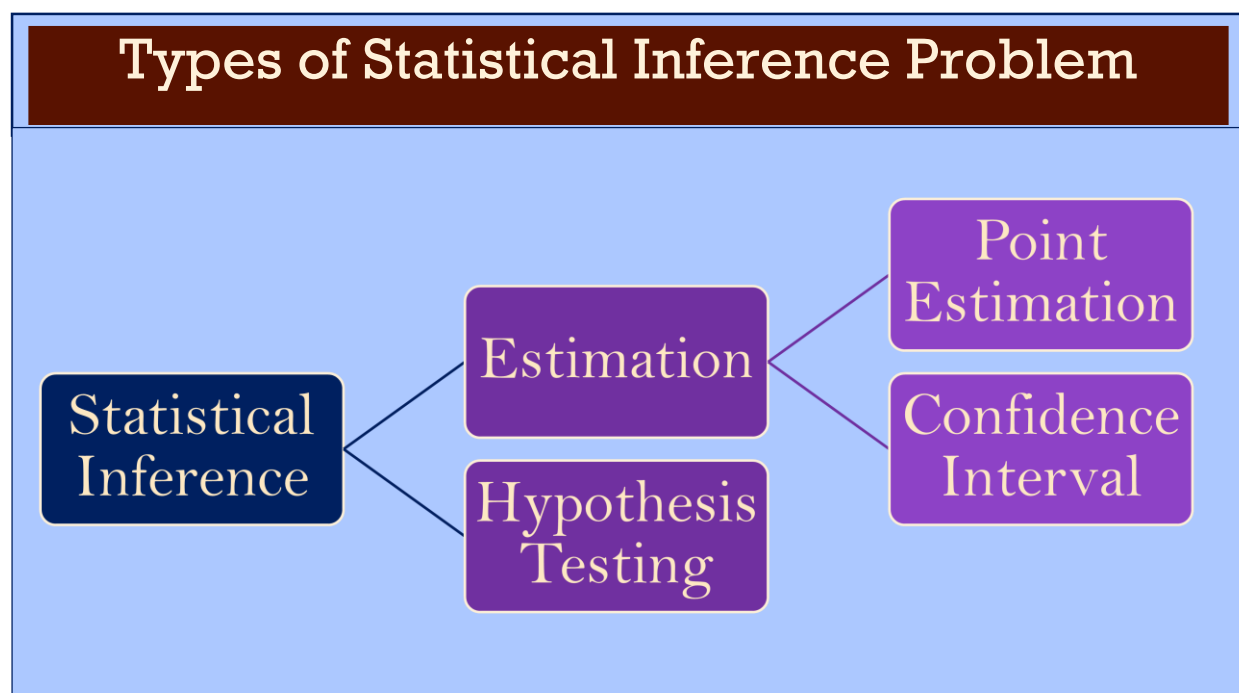 Types of Statistical Inference Problem
Statistical
Inference
Estimation
Hypothesis
Testing
Point
Estimation
Confidence
Interval